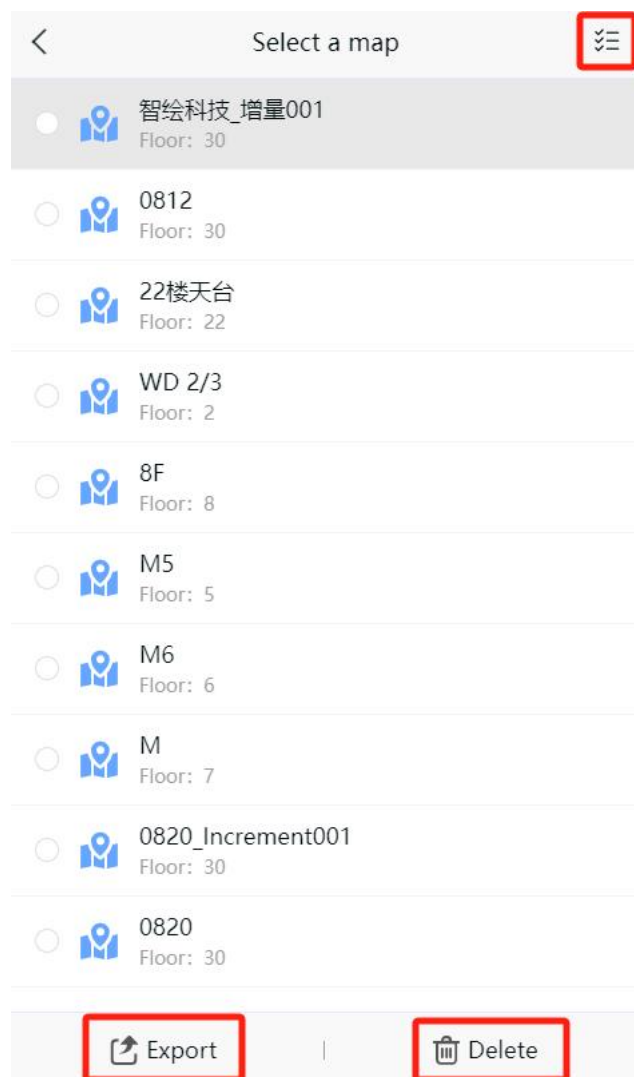 Select a map
智绘科技_增量001
Floor: 30
0812
Floor: 30
22楼天台
Floor: 22
WD 2/3
Floor: 2
8F
Floor: 8
M5
Floor: 5
M6
Floor: 6
M
Floor: 7
0820_Increment001
Floor: 30
0820
Floor: 30
Export
Delete